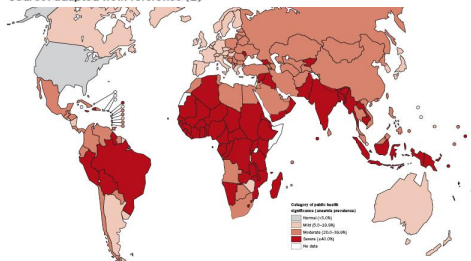 Category of public health
significance (anaemia prevalence)
Normal (<5.0%)
Mild (5.0–19.9%)
Moderate (20.0–39.9%)
Severe (≥40.0%)
No data